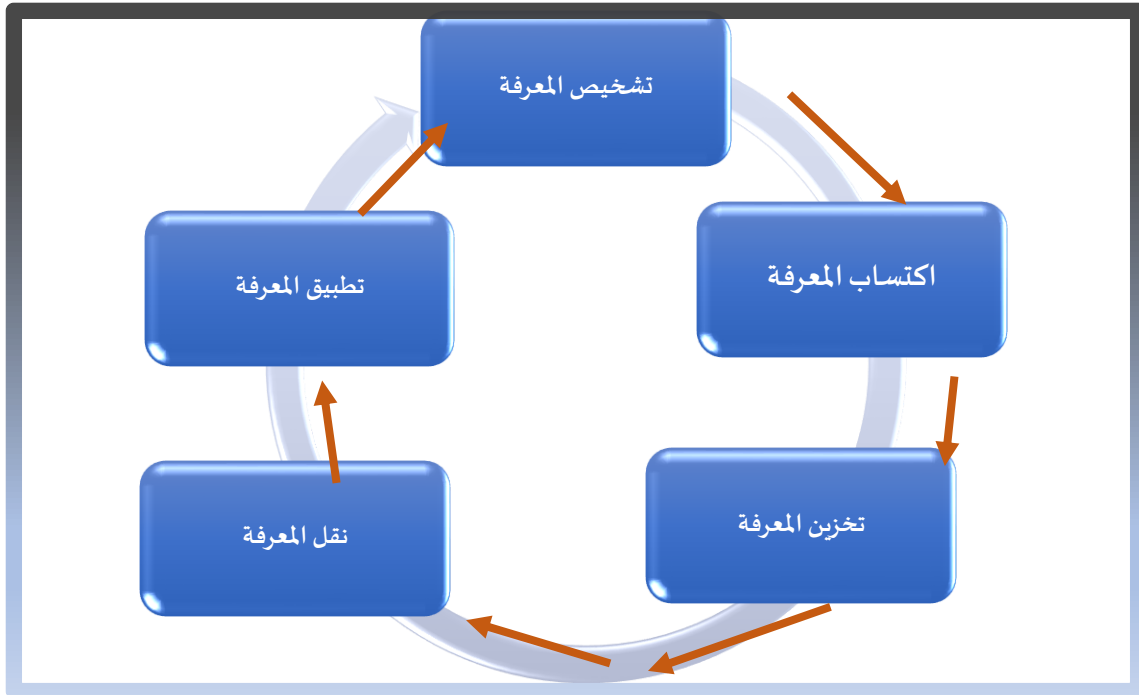 تشخيص المعرفة
اكتساب المعرفة
تخزين المعرفة
نقل المعرفة
تطبيق المعرفة